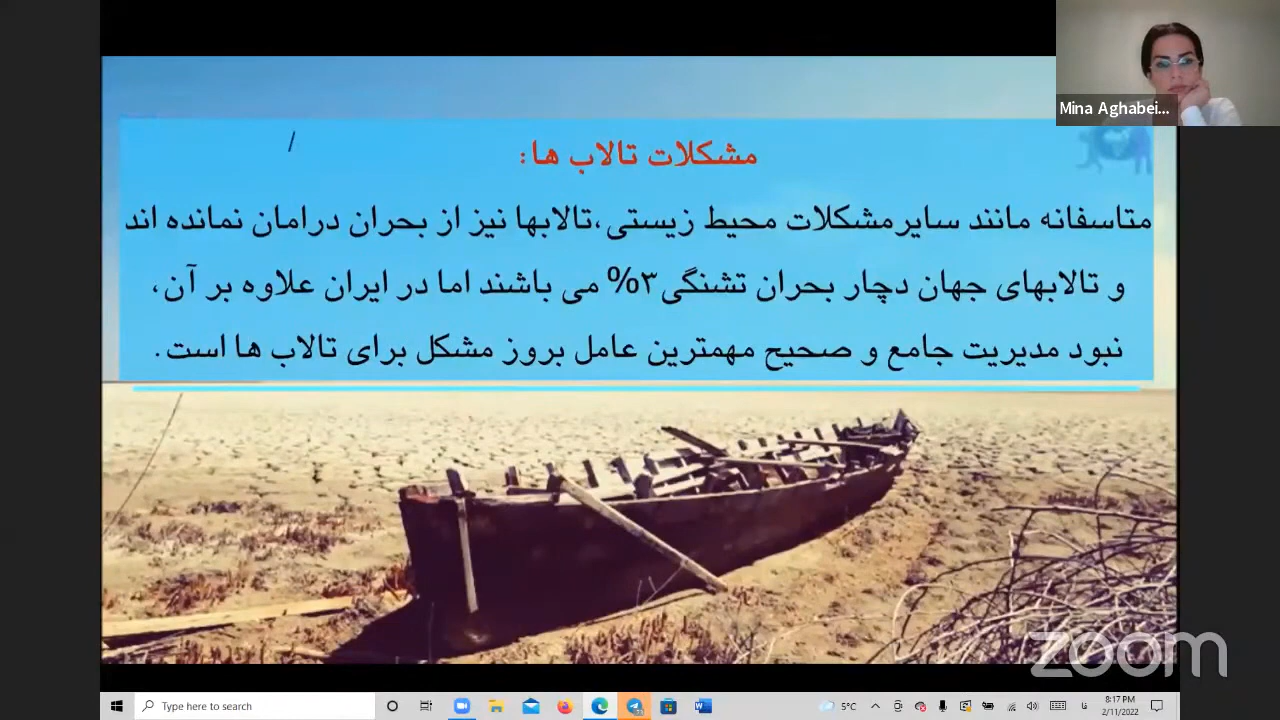 Mina Aghabei...
مشکلات تالاب ها:
متاسفانه مانند سایرمشکلات محیط زیستی،تالابها نیز از بحران درامان نمانده اند
و تالابهای جهان دچار بحران تشنگی۳% می باشند اما در ایران علاوه بر آن،
نبود مدیریت جامع و صحیح مهمترین عامل بروز مشکل برای تالاب ها است.
zoom
Type here to search
5°C
فا
8:17 PM
2/11/2022